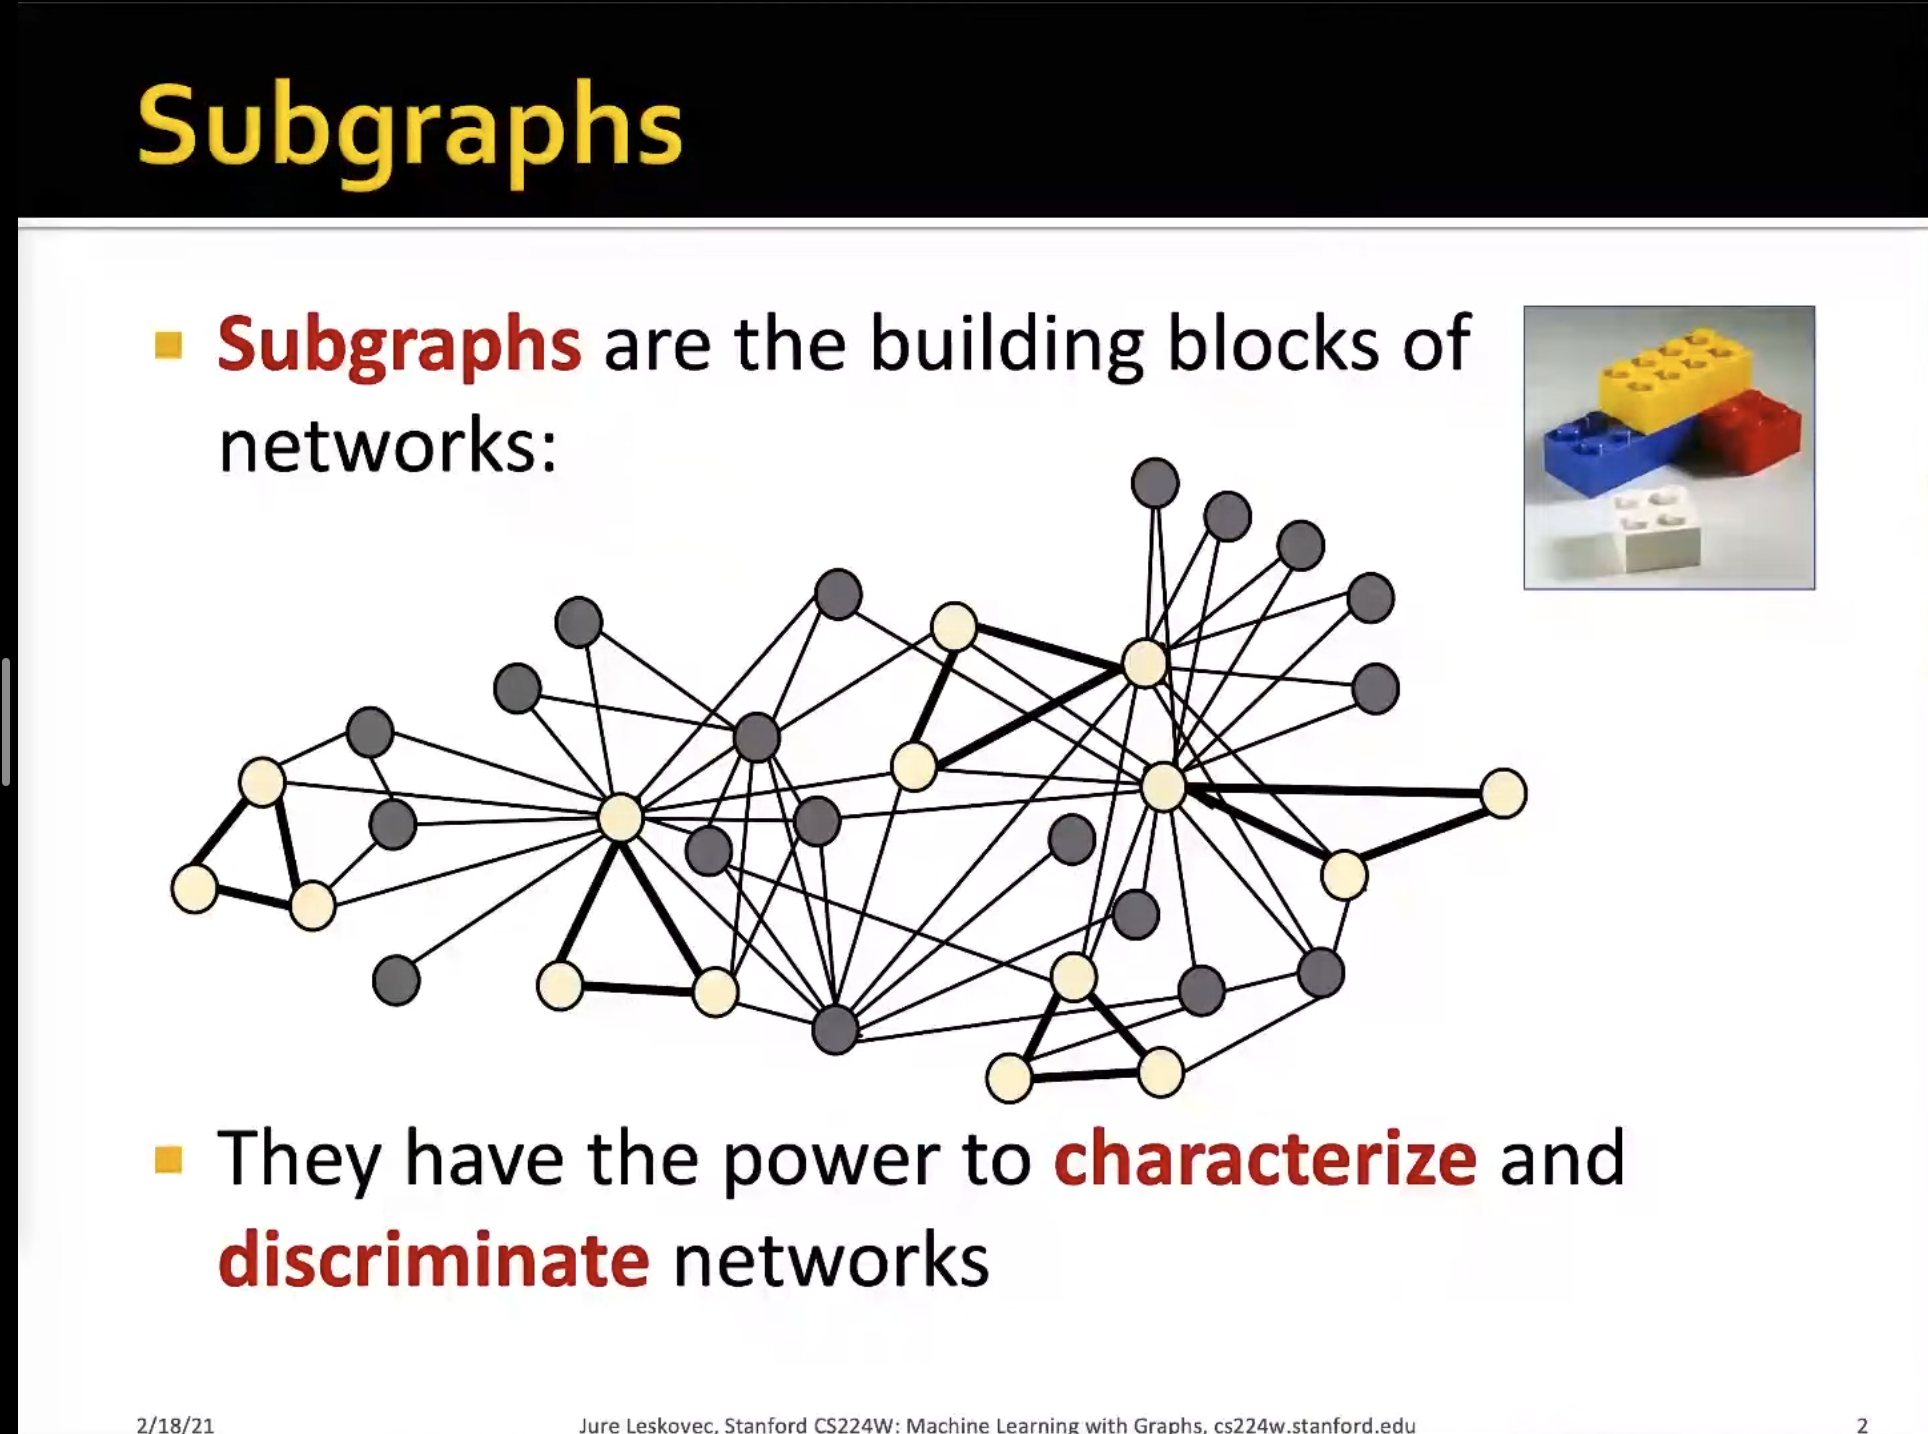 Subgraphs
Subgraphs are the building blocks of
networks:
They have the power to characterize and
discriminate networks
2/18/21
Jure Leskovec, Stanford CS224W: Machine Learning with Graphs, cs224w.stanford.edu
2